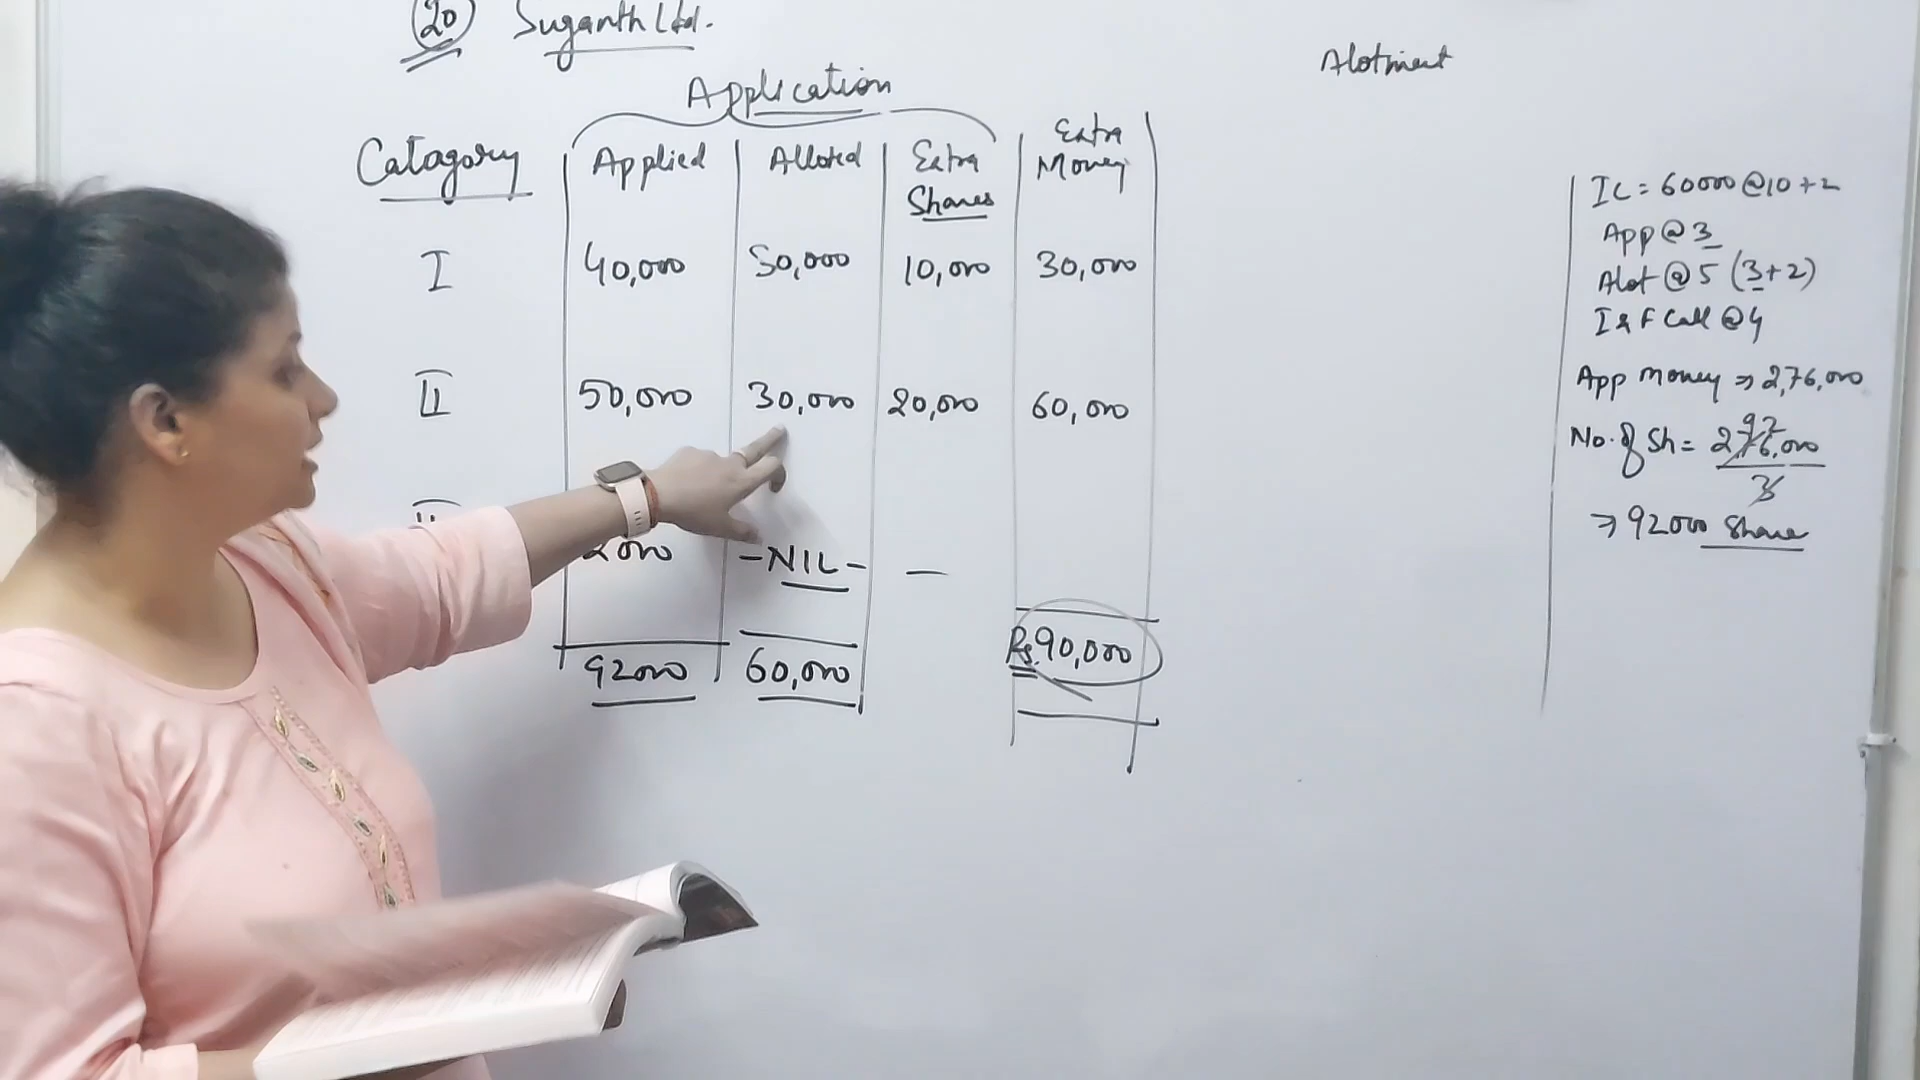 20 Suganth Ltd.
Application
Alotment
Catagory
Applied
Alloted
Extra Shares
Extra Money
I 40,000 30,000 10,000 30,000
II 50,000 30,000 20,000 60,000
2000 -NIL- —
92000 60,000 Rs. 90,000
IC = 60000 @ 10 + 2
App @ 3
Alot @ 5 (3+2)
I & F Call @ 4
App Money ⇒ 2,76,000
No. of Sh = 2,76,000
92
3
⇒ 92000 Share